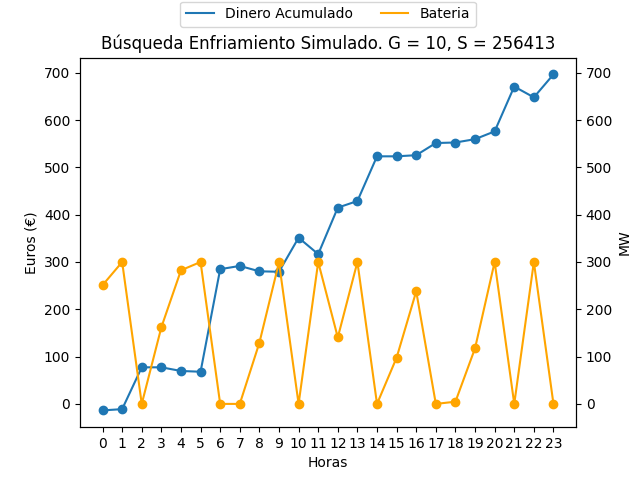 Dinero Acumulado Bateria
Búsqueda Enfriamiento Simulado. G = 10, S = 256413
700 700
600 600
500 500
400 400
300 300
200 200
100 100
0 0
Euros (€)
MW
0 1 2 3 4 5 6 7 8 9 10 11 12 13 14 15 16 17 18 19 20 21 22 23
Horas